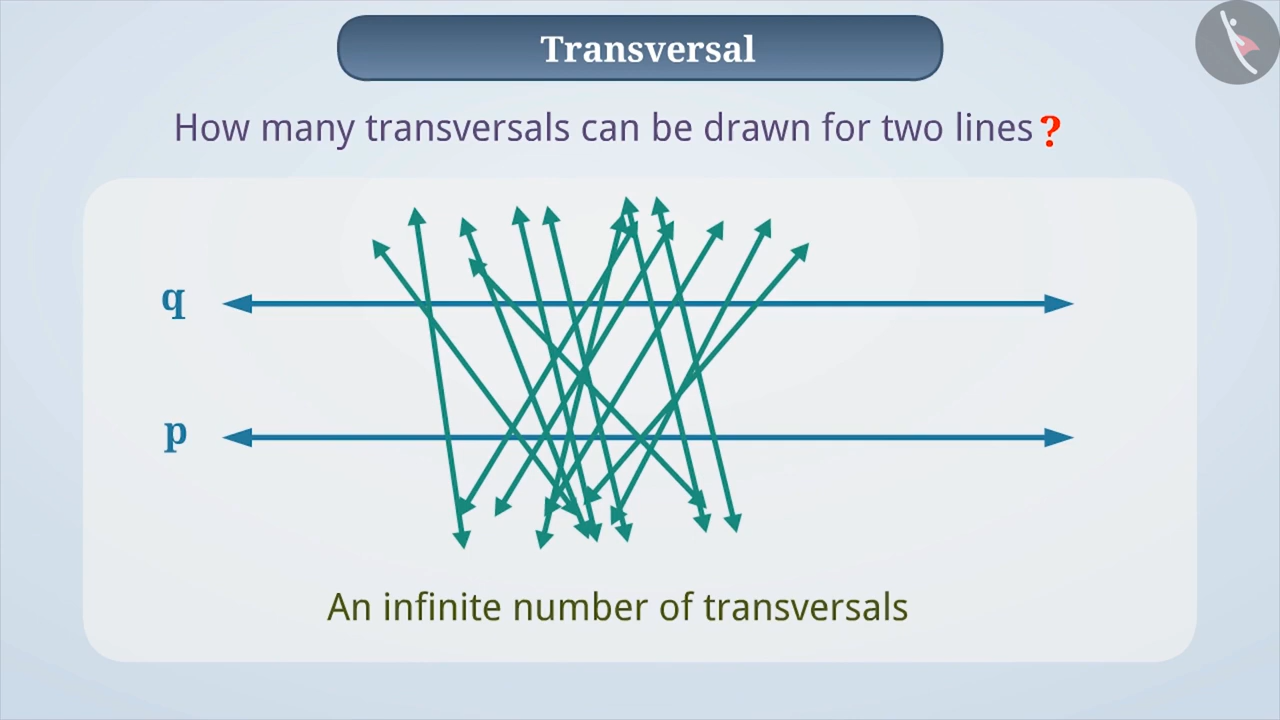 Transversal
How many transversals can be drawn for two lines?
q
p
An infinite number of transversals